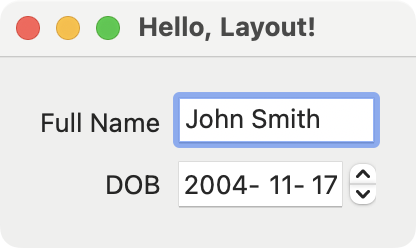 Hello, Layout!
Full Name John Smith
DOB 2004- 11- 17